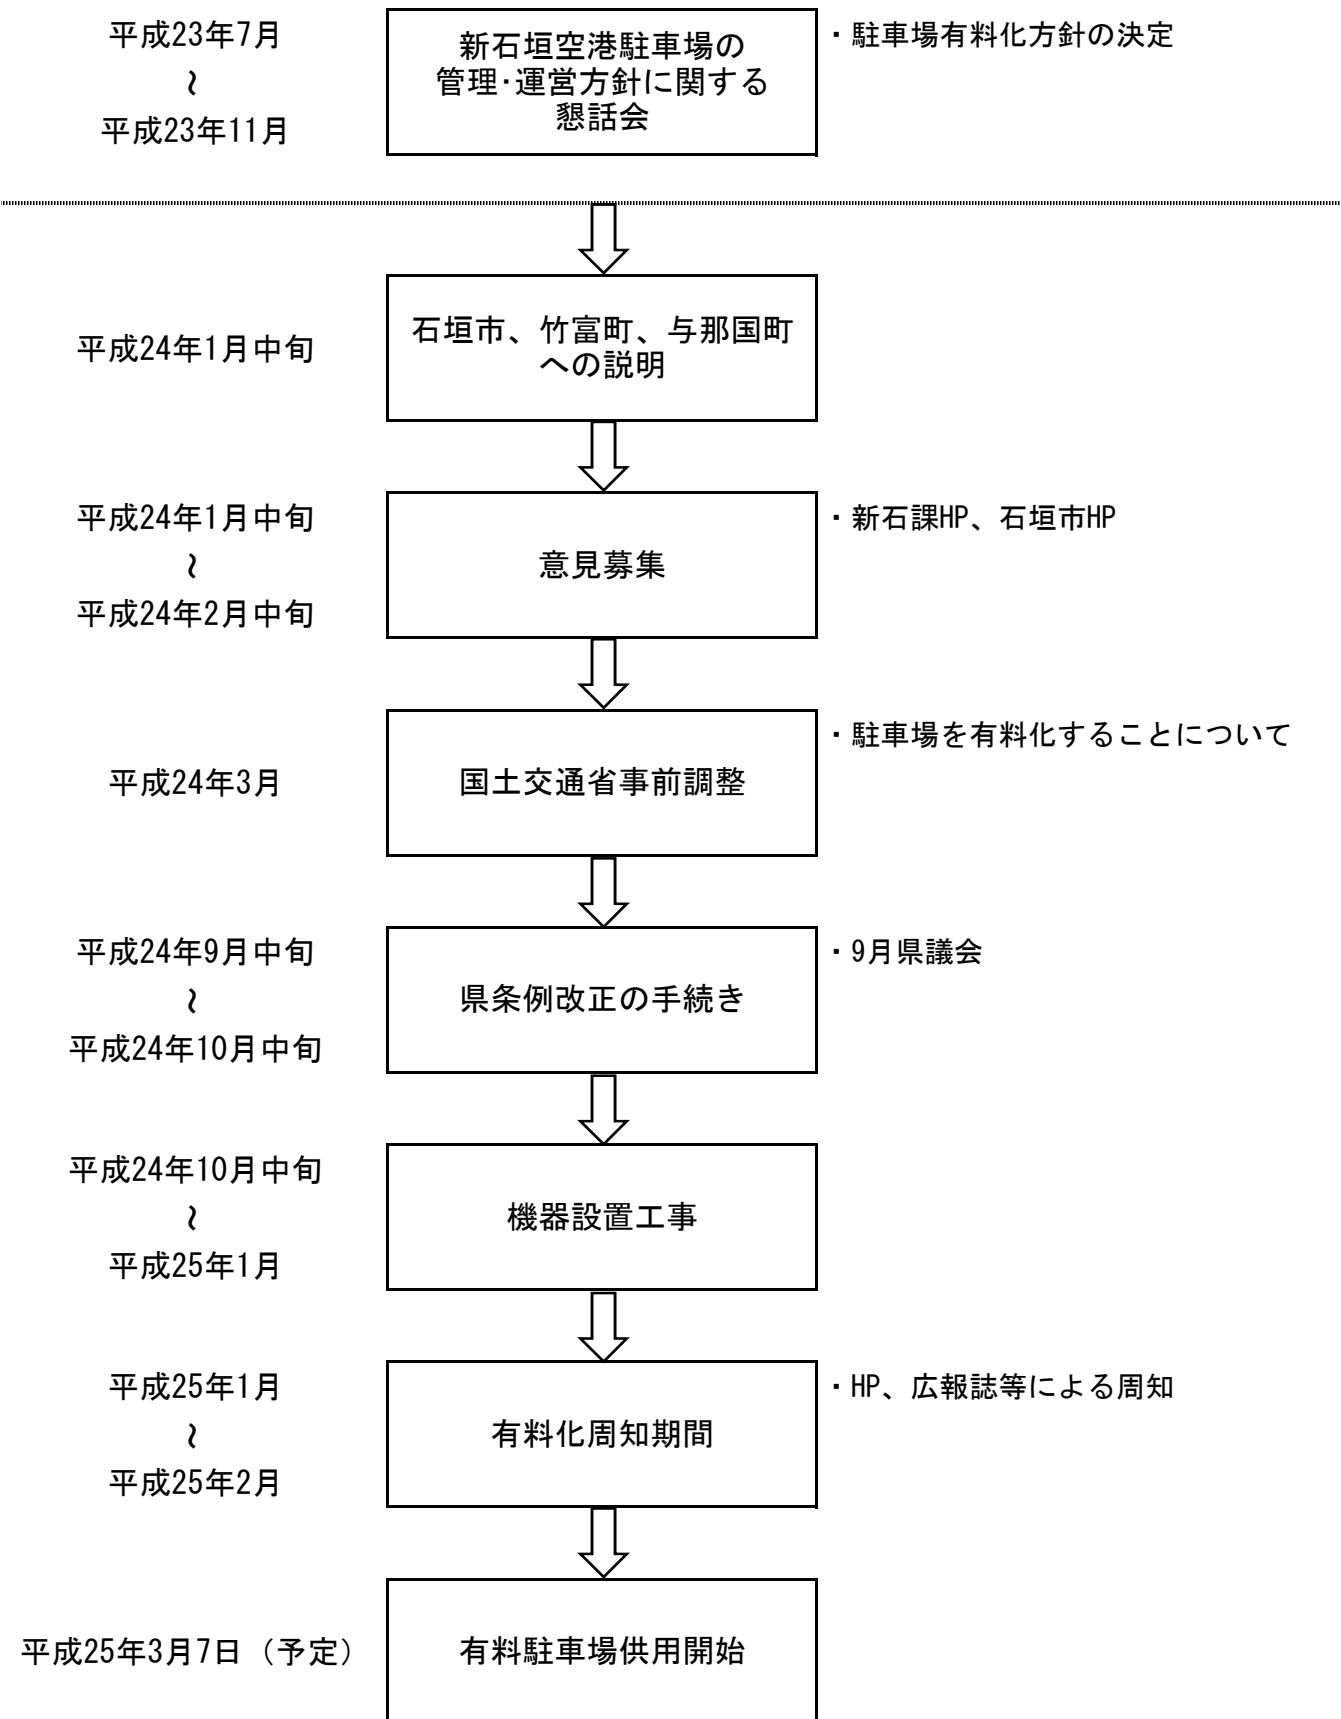 平成23年7月
～
平成23年11月
新石垣空港駐車場の
管理･運営方針に関する
懇話会
・駐車場有料化方針の決定
平成24年1月中旬
石垣市、竹富町、与那国町
への説明
平成24年1月中旬
～
平成24年2月中旬
意見募集
・新石課HP、石垣市HP
平成24年3月
国土交通省事前調整
・駐車場を有料化することについて
平成24年9月中旬
～
平成24年10月中旬
県条例改正の手続き
・9月県議会
平成24年10月中旬
～
平成25年1月
機器設置工事
平成25年1月
～
平成25年2月
有料化周知期間
・HP、広報誌等による周知
平成25年3月7日（予定）
有料駐車場供用開始